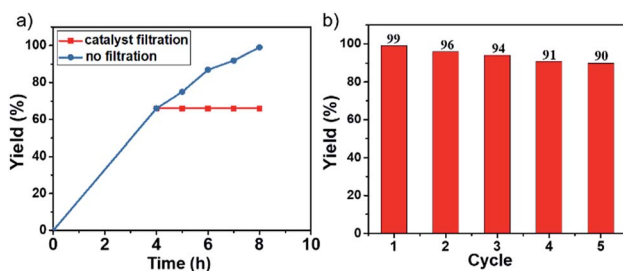 a)
catalyst filtration
no filtration
Yield (%)
100
80
60
40
20
0
0 2 4 6 8 10
Time (h)
b)
Yield (%)
100
80
60
40
20
0
99 96 94 91 90
1 2 3 4 5
Cycle